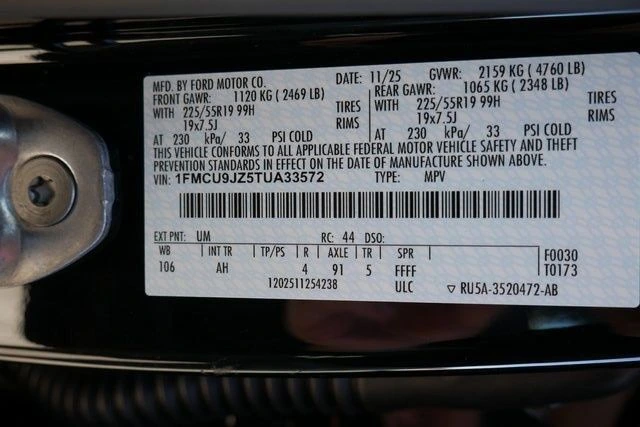 MFD. BY FORD MOTOR CO. DATE: 11/25 GVWR: 2159 KG (4760 LB)
FRONT GAWR: 1120 KG (2469 LB) REAR GAWR: 1065 KG (2348 LB)
WITH 225/55R19 99H TIRES WITH 225/55R19 99H TIRES
19x7.5J RIMS 19x7.5J RIMS
AT 230 kPa/ 33 PSI COLD AT 230 kPa/ 33 PSI COLD
THIS VEHICLE CONFORMS TO ALL APPLICABLE FEDERAL MOTOR VEHICLE SAFETY AND THEFT
PREVENTION STANDARDS IN EFFECT ON THE DATE OF MANUFACTURE SHOWN ABOVE.
VIN: 1FMCU9JZ5TUA33572 TYPE: MPV
EXT PNT: UM RC: 44 DSO: F0030
WB INT TR TP/PS R AXLE TR SPR T0173
106 AH 4 91 5 FFFF
1202511254238 ULC ▽ RU5A-3520472-AB